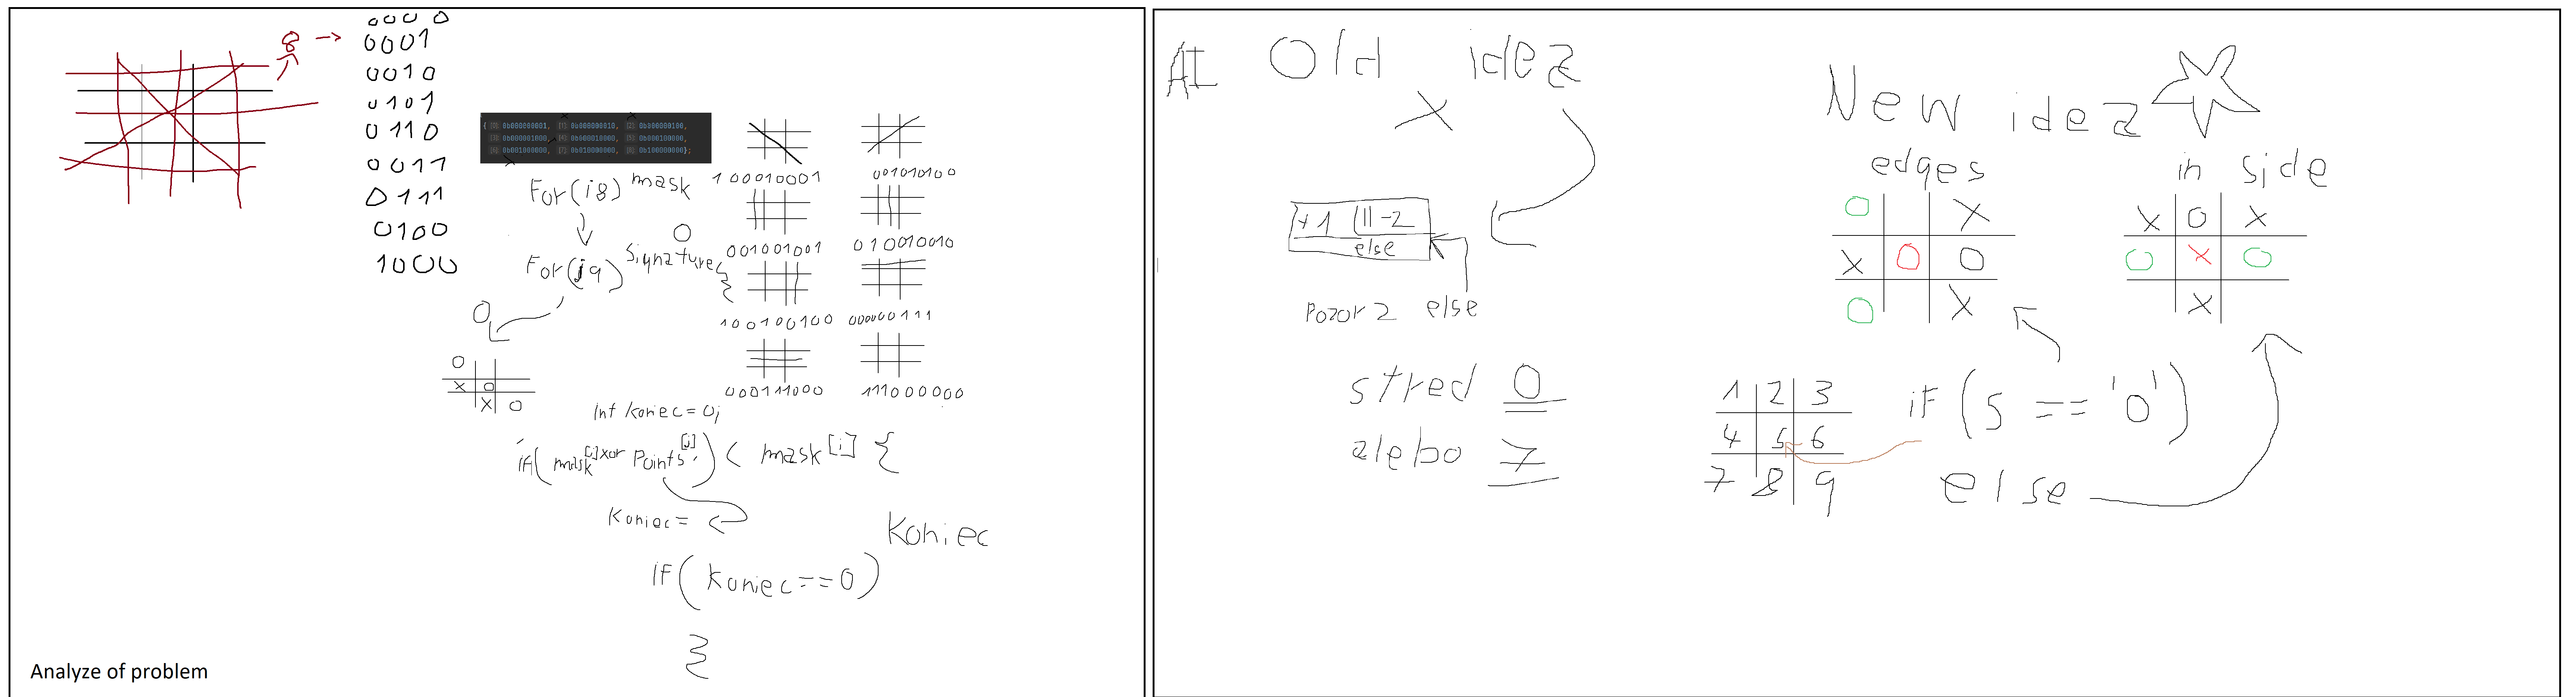 8 →
0000
0001
0010
0101
0110
0011
0111
0100
1000
{ [0] 0b000000001, [1] 0b000000010, [2] 0b000000100,
[3] 0b000001000, [4] 0b000010000, [5] 0b000100000,
[6] 0b001000000, [7] 0b010000000, [8] 0b100000000};
For(i8) mask
For(j9) Signature {
O
O
O
X O
X O
100010001
001010100
001001001
010010010
100100100
000000111
000111000
111000000
int koniec=0;
if(mask[i] xor Points[j]) < mask[i] {
Koniec=
Koniec
if(koniec==0)
}
Analyze of problem
AI Old idea
X
+1 || -2
else
Pozor 2 else
stred 0
alebo 7
New idea
edges
O X
X O O
O X
in side
X O X
O X O
X
1 2 3
4 5 6
7 8 9
if (5 == '0')
else